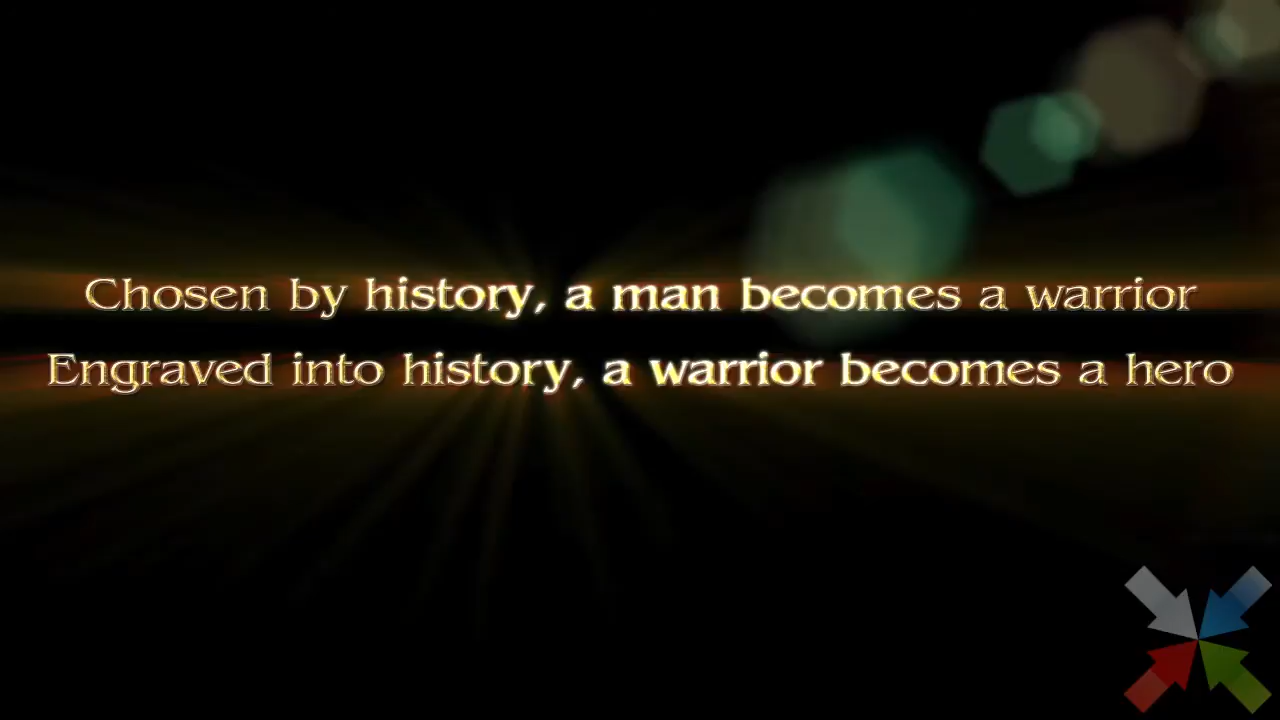 Chosen by history, a man becomes a warrior
Engraved into history, a warrior becomes a hero